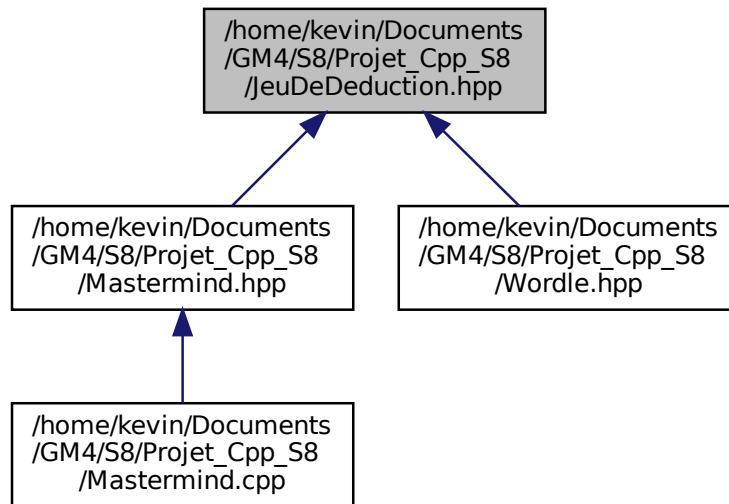 /home/kevin/Documents
/GM4/S8/Projet_Cpp_S8
/JeuDeDeduction.hpp
/home/kevin/Documents
/GM4/S8/Projet_Cpp_S8
/Mastermind.hpp
/home/kevin/Documents
/GM4/S8/Projet_Cpp_S8
/Wordle.hpp
/home/kevin/Documents
/GM4/S8/Projet_Cpp_S8
/Mastermind.cpp